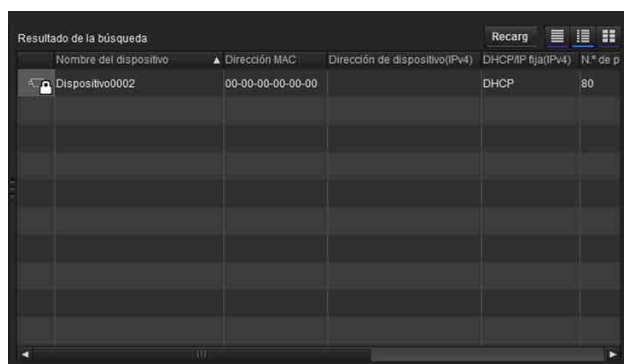 Resultado de la búsqueda Recarg
Nombre del dispositivo ▲ Dirección MAC Dirección de dispositivo(IPv4) DHCP/IP fija(IPv4) N.º de p
Dispositivo0002 00-00-00-00-00-00 DHCP 80